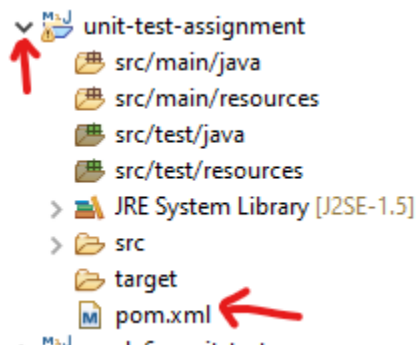 unit-test-assignment
src/main/java
src/main/resources
src/test/java
src/test/resources
JRE System Library [J2SE-1.5]
src
target
pom.xml